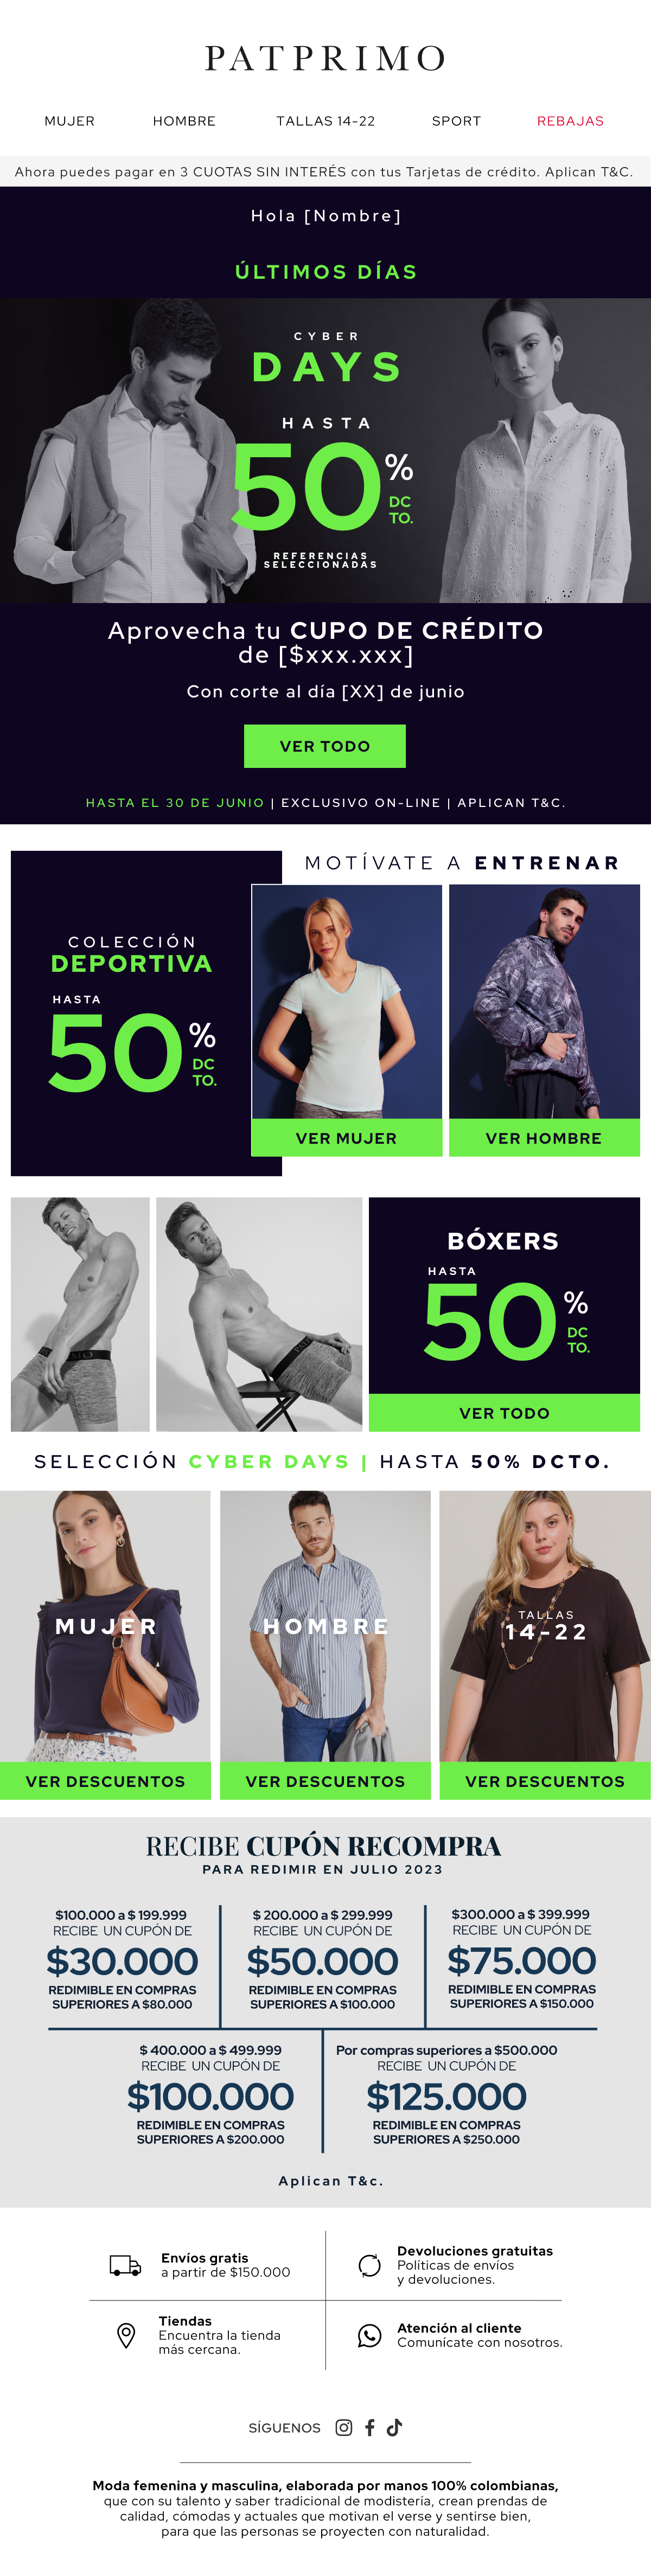 PATPRIMO
MUJER HOMBRE TALLAS 14-22 SPORT REBAJAS
Ahora puedes pagar en 3 CUOTAS SIN INTERÉS con tus Tarjetas de crédito. Aplican T&C.
Hola [Nombre]
ÚLTIMOS DÍAS
CYBER
DAYS
HASTA
50%
DC
TO.
REFERENCIAS
SELECCIONADAS
Aprovecha tu CUPO DE CRÉDITO
de [$xxx.xxx]
Con corte al día [XX] de junio
VER TODO
HASTA EL 30 DE JUNIO | EXCLUSIVO ON-LINE | APLICAN T&C.
MOTÍVATE A ENTRENAR
COLECCIÓN
DEPORTIVA
HASTA
50%
DC
TO.
VER MUJER
VER HOMBRE
BÓXERS
HASTA
50%
DC
TO.
VER TODO
SELECCIÓN CYBER DAYS | HASTA 50% DCTO.
MUJER
HOMBRE
TALLAS
14-22
VER DESCUENTOS
VER DESCUENTOS
VER DESCUENTOS
RECIBE CUPÓN RECOMPRA
PARA REDIMIR EN JULIO 2023
$100.000 a $ 199.999
RECIBE UN CUPÓN DE
$30.000
REDIMIBLE EN COMPRAS
SUPERIORES A $80.000
$ 200.000 a $ 299.999
RECIBE UN CUPÓN DE
$50.000
REDIMIBLE EN COMPRAS
SUPERIORES A $100.000
$300.000 a $ 399.999
RECIBE UN CUPÓN DE
$75.000
REDIMIBLE EN COMPRAS
SUPERIORES A $150.000
$ 400.000 a $ 499.999
RECIBE UN CUPÓN DE
$100.000
REDIMIBLE EN COMPRAS
SUPERIORES A $200.000
Por compras superiores a $500.000
RECIBE UN CUPÓN DE
$125.000
REDIMIBLE EN COMPRAS
SUPERIORES A $250.000
Aplican T&c.
Envíos gratis
a partir de $150.000
Devoluciones gratuitas
Políticas de envíos
y devoluciones.
Tiendas
Encuentra la tienda
más cercana.
Atención al cliente
Comunícate con nosotros.
SÍGUENOS
Moda femenina y masculina, elaborada por manos 100% colombianas,
que con su talento y saber tradicional de modistería, crean prendas de
calidad, cómodas y actuales que motivan el verse y sentirse bien,
para que las personas se proyecten con naturalidad.